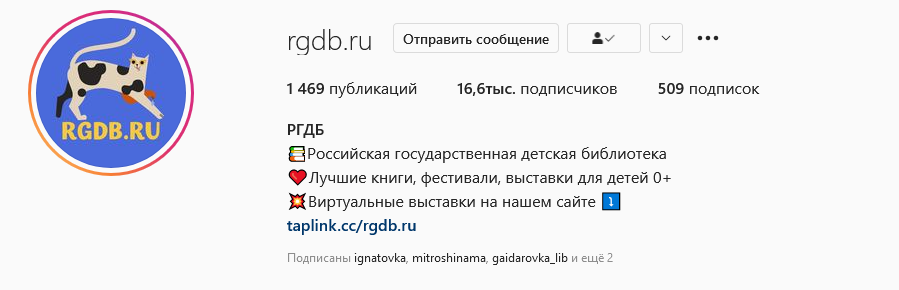 rgdb.ru Отправить сообщение
1 469 публикаций 16,6тыс. подписчиков 509 подписок
РГДБ
Российская государственная детская библиотека
Лучшие книги, фестивали, выставки для детей 0+
Виртуальные выставки на нашем сайте
taplink.cc/rgdb.ru
Подписаны ignatovka, mitroshinama, gaidarovka_lib и ещё 2
RGDB.RU